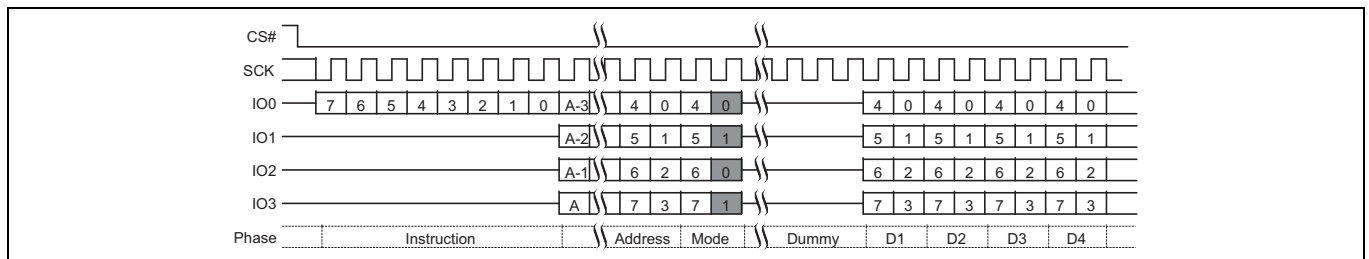 CS#
SCK
IO0 7 6 5 4 3 2 1 0 A-3 4 0 4 0 4 0 4 0 4 0 4 0
IO1 A-2 5 1 5 1 5 1 5 1 5 1 5 1
IO2 A-1 6 2 6 0 6 2 6 2 6 2 6 2
IO3 A 7 3 7 1 7 3 7 3 7 3 7 3
Phase Instruction Address Mode Dummy D1 D2 D3 D4